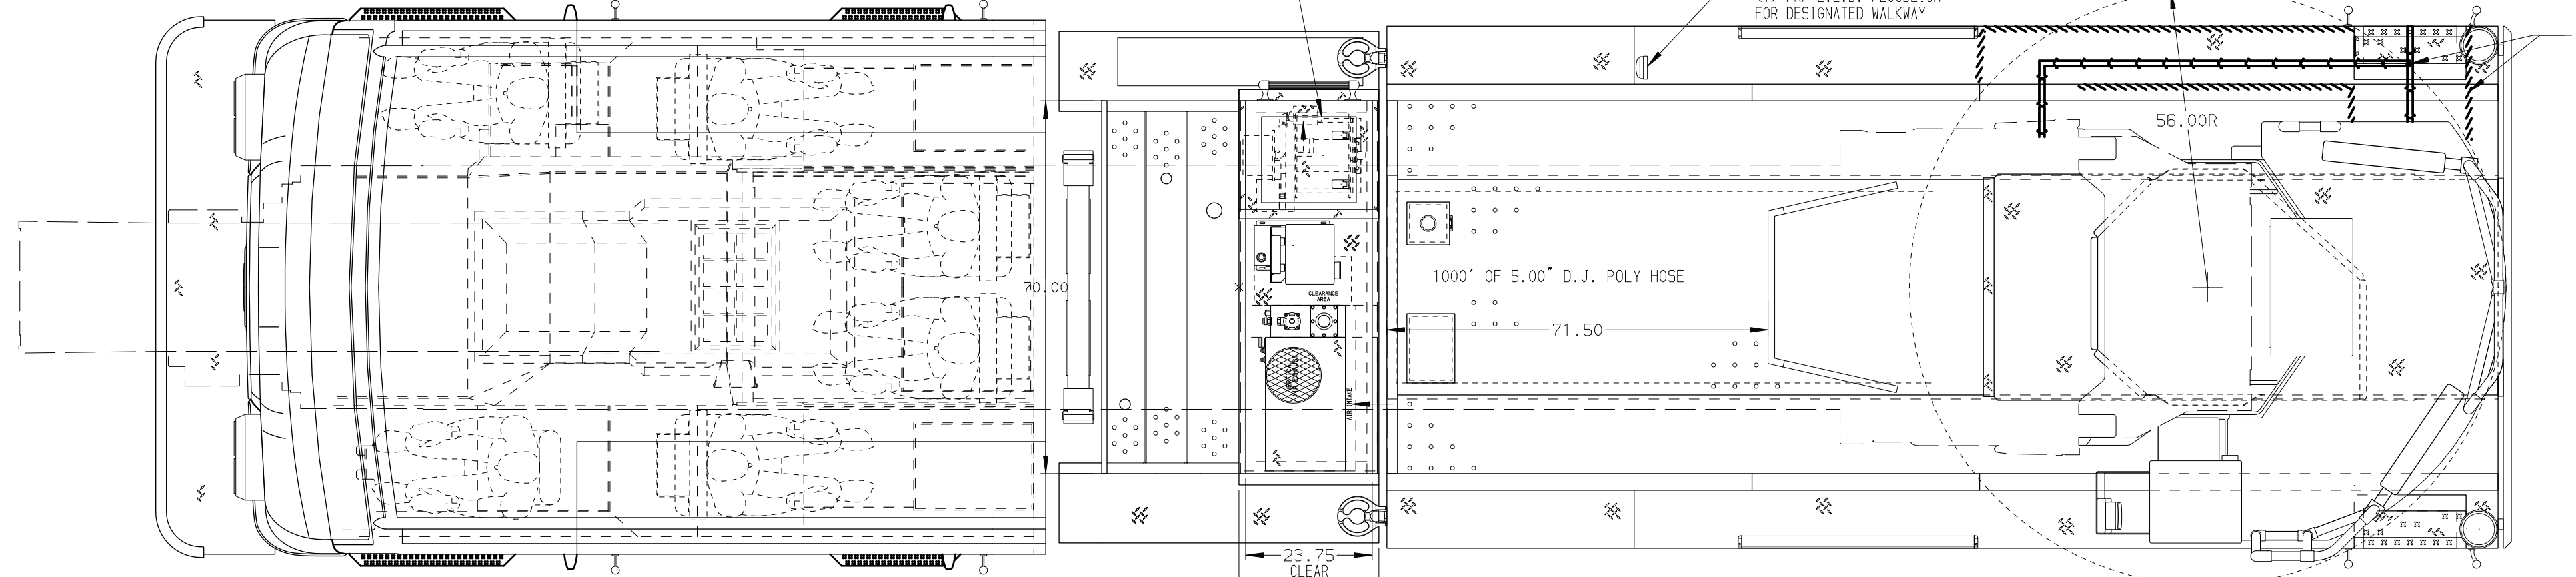 FOR DESIGNATED WALKWAY
56.00R
1000' OF 5.00" D.J. POLY HOSE
70.00
CLEARANCE
AREA
71.50
AIR INTAKE
23.75
CLEAR